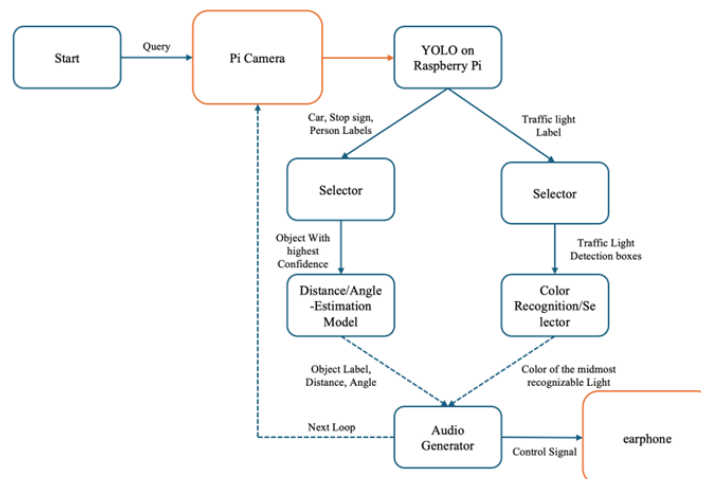 Start
Query
Pi Camera
YOLO on
Raspberry Pi
Car, Stop sign,
Person Labels
Traffic light
Label
Selector
Selector
Object With
highest
Confidence
Traffic Light
Detection boxes
Distance/Angle
-Estimation
Model
Color
Recognition/Se
lector
Object Label,
Distance, Angle
Color of the midmost
recognizable Light
Next Loop
Audio
Generator
Control Signal
earphone